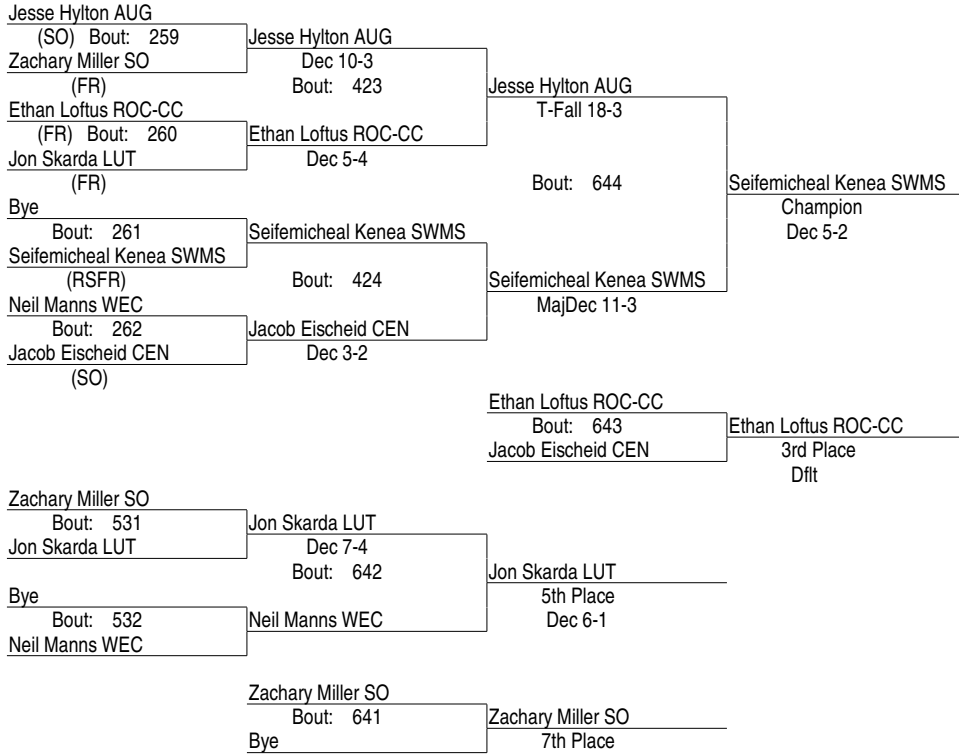 Jesse Hylton AUG
(SO) Bout: 259
Jesse Hylton AUG
Zachary Miller SO
Dec 10-3
(FR)
Bout: 423
Jesse Hylton AUG
Ethan Loftus ROC-CC
T-Fall 18-3
(FR) Bout: 260
Ethan Loftus ROC-CC
Jon Skarda LUT
Dec 5-4
(FR)
Bout: 644
Seifemicheal Kenea SWMS
Bye
Champion
Bout: 261
Seifemicheal Kenea SWMS
Dec 5-2
Seifemicheal Kenea SWMS
(RSFR)
Bout: 424
Seifemicheal Kenea SWMS
Neil Manns WEC
MajDec 11-3
Bout: 262
Jacob Eischeid CEN
Jacob Eischeid CEN
Dec 3-2
(SO)
Ethan Loftus ROC-CC
Bout: 643
Ethan Loftus ROC-CC
Jacob Eischeid CEN
3rd Place
Dflt
Zachary Miller SO
Bout: 531
Jon Skarda LUT
Jon Skarda LUT
Dec 7-4
Bout: 642
Jon Skarda LUT
Bye
5th Place
Bout: 532
Neil Manns WEC
Dec 6-1
Neil Manns WEC
Zachary Miller SO
Bout: 641
Zachary Miller SO
Bye
7th Place